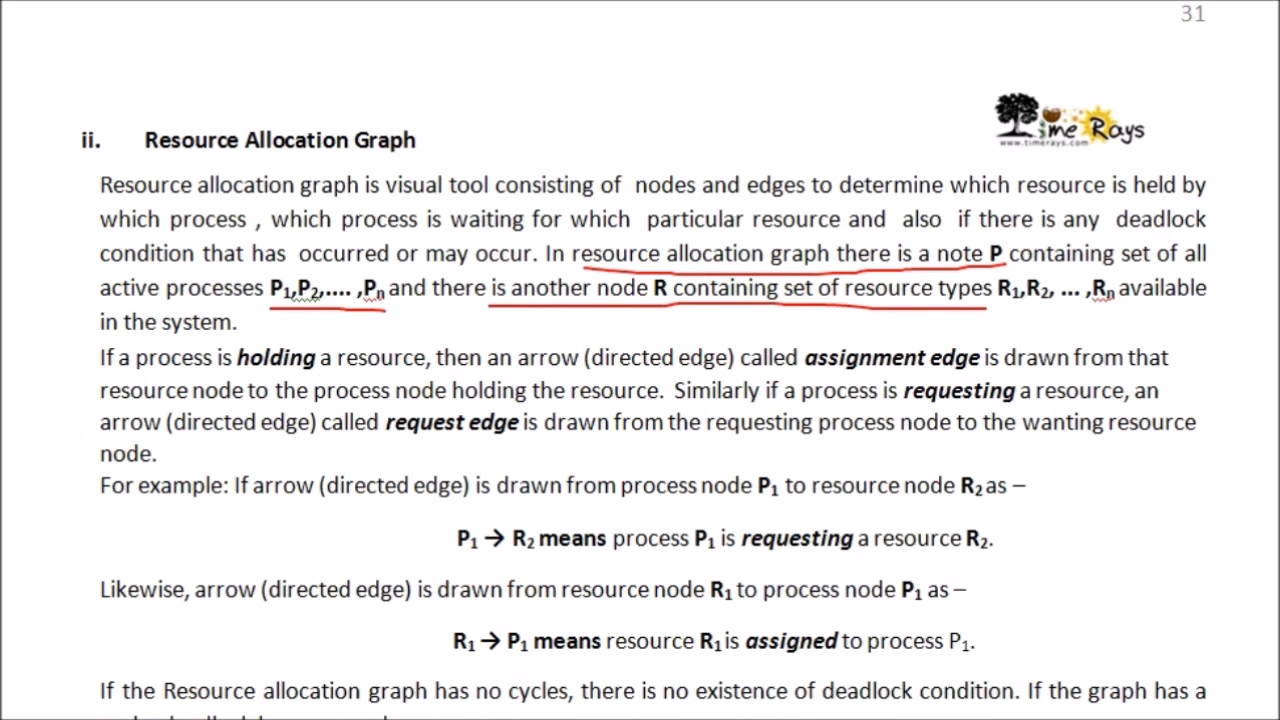 31
Time Rays
www.timerays.com
ii. Resource Allocation Graph
Resource allocation graph is visual tool consisting of nodes and edges to determine which resource is held by
which process , which process is waiting for which particular resource and also if there is any deadlock
condition that has occurred or may occur. In resource allocation graph there is a note P containing set of all
active processes P₁,P₂,.... ,Pₙ and there is another node R containing set of resource types R₁,R₂, ... ,Rₙ available
in the system.
If a process is holding a resource, then an arrow (directed edge) called assignment edge is drawn from that
resource node to the process node holding the resource. Similarly if a process is requesting a resource, an
arrow (directed edge) called request edge is drawn from the requesting process node to the wanting resource
node.
For example: If arrow (directed edge) is drawn from process node P₁ to resource node R₂ as –
P₁ → R₂ means process P₁ is requesting a resource R₂.
Likewise, arrow (directed edge) is drawn from resource node R₁ to process node P₁ as –
R₁ → P₁ means resource R₁ is assigned to process P₁.
If the Resource allocation graph has no cycles, there is no existence of deadlock condition. If the graph has a